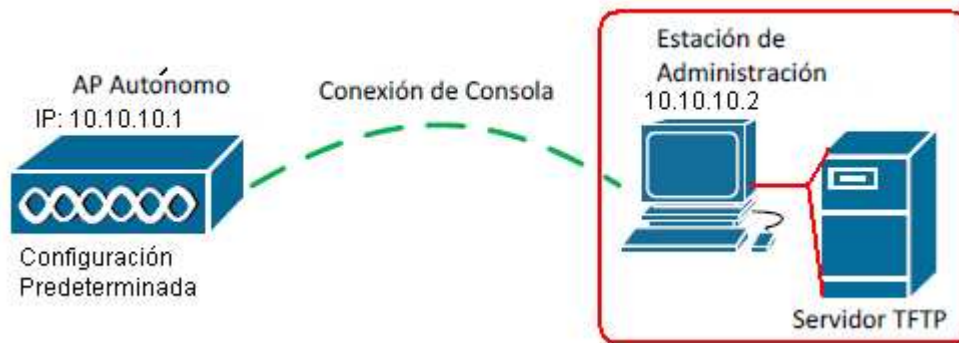 AP Autónomo
IP: 10.10.10.1
Configuración
Predeterminada
Conexión de Consola
Estación de
Administración
10.10.10.2
Servidor TFTP